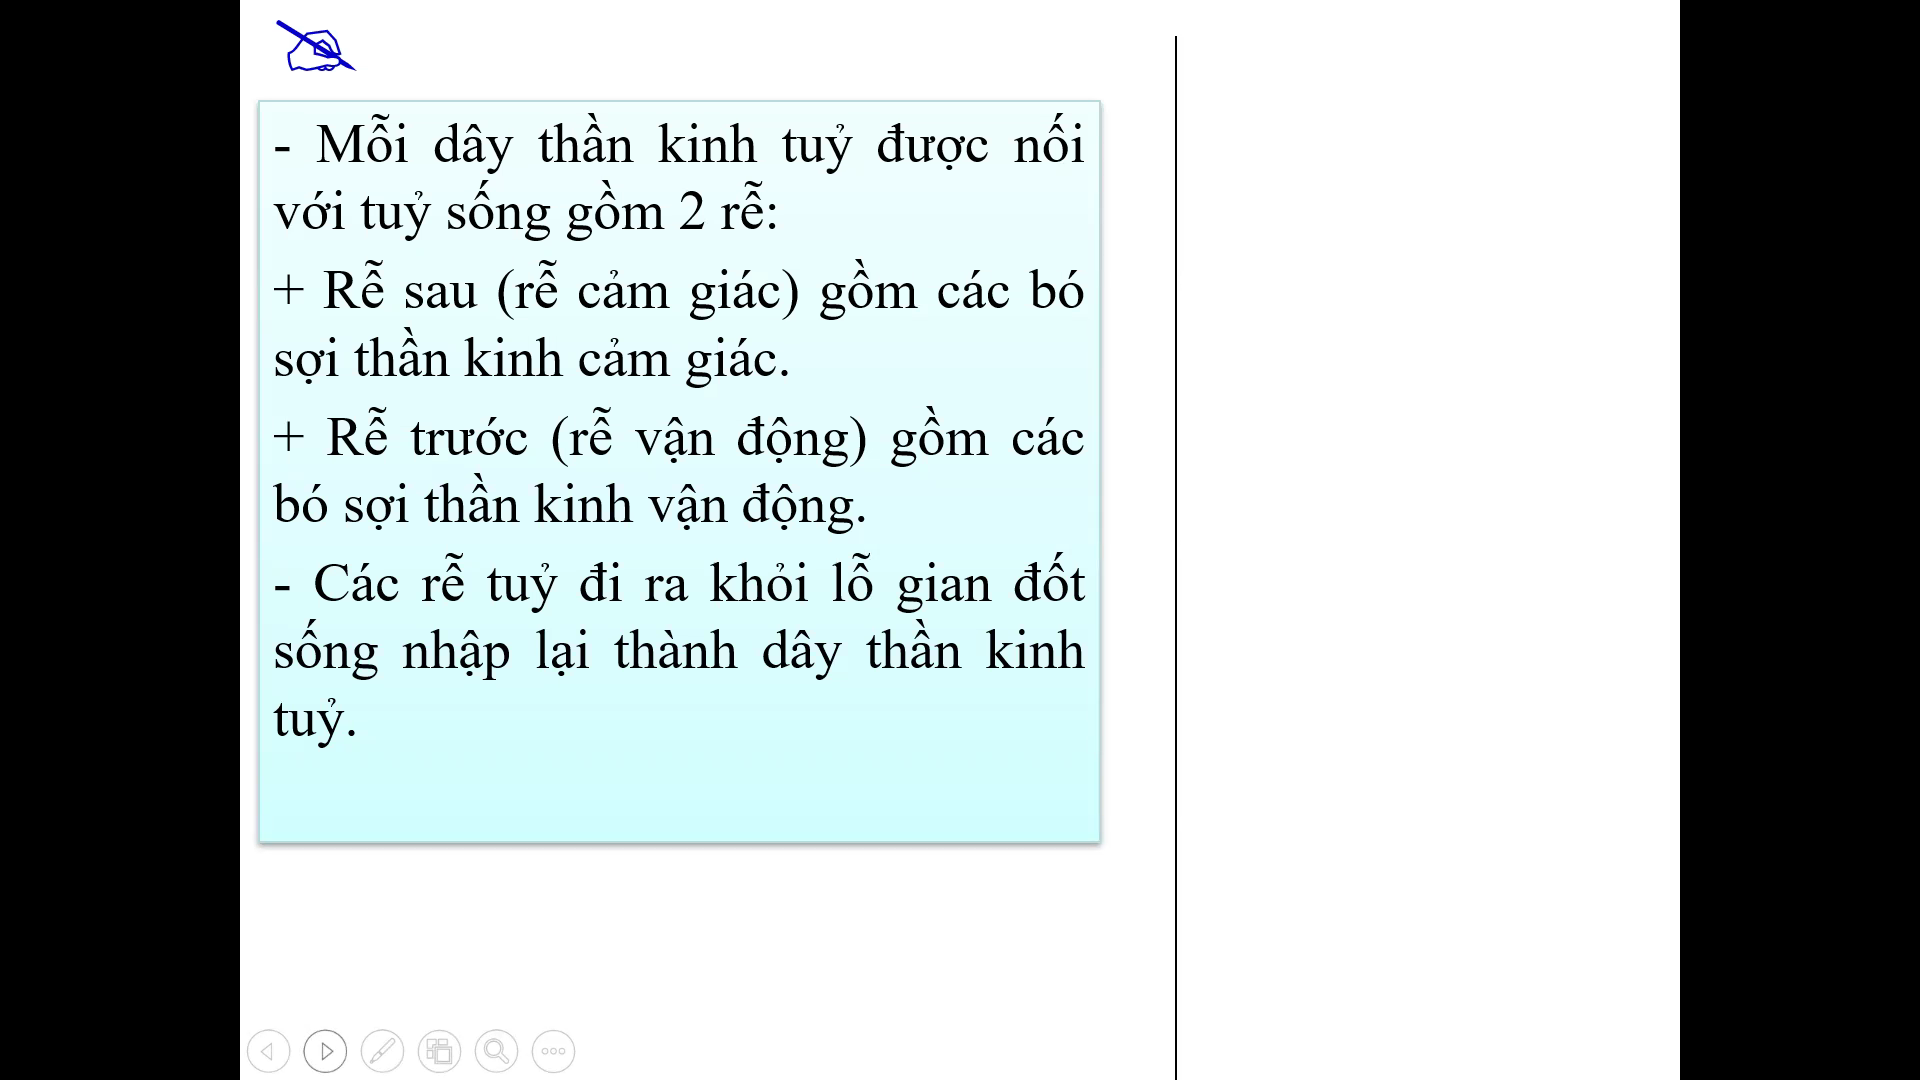 - Mỗi dây thần kinh tuỷ được nối
với tuỷ sống gồm 2 rễ:
+ Rễ sau (rễ cảm giác) gồm các bó
sợi thần kinh cảm giác.
+ Rễ trước (rễ vận động) gồm các
bó sợi thần kinh vận động.
- Các rễ tuỷ đi ra khỏi lỗ gian đốt
sống nhập lại thành dây thần kinh
tuỷ.